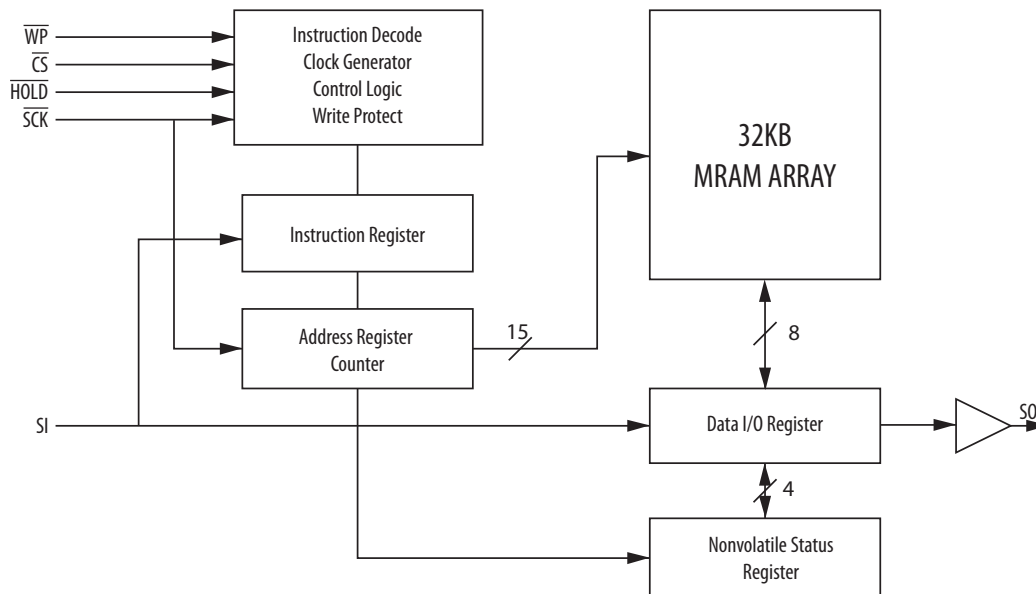 WP
CS
HOLD
SCK
Instruction Decode
Clock Generator
Control Logic
Write Protect
32KB
MRAM ARRAY
Instruction Register
Address Register
Counter
15
8
SI
Data I/O Register
SO
4
Nonvolatile Status
Register